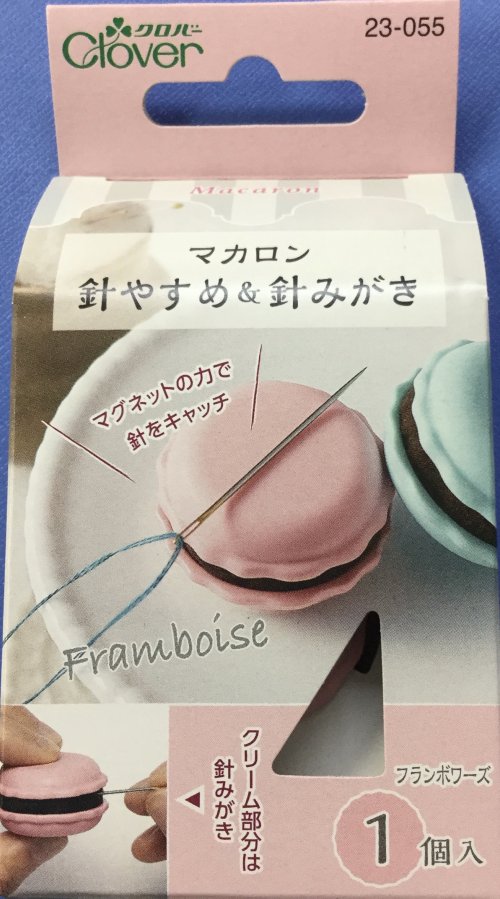 クロバー
Clover
23-055
Macaron
マカロン
針やすめ&針みがき
マグネットの力で
針をキャッチ
Framboise
クリーム部分は
針みがき
フランボワーズ
1個入